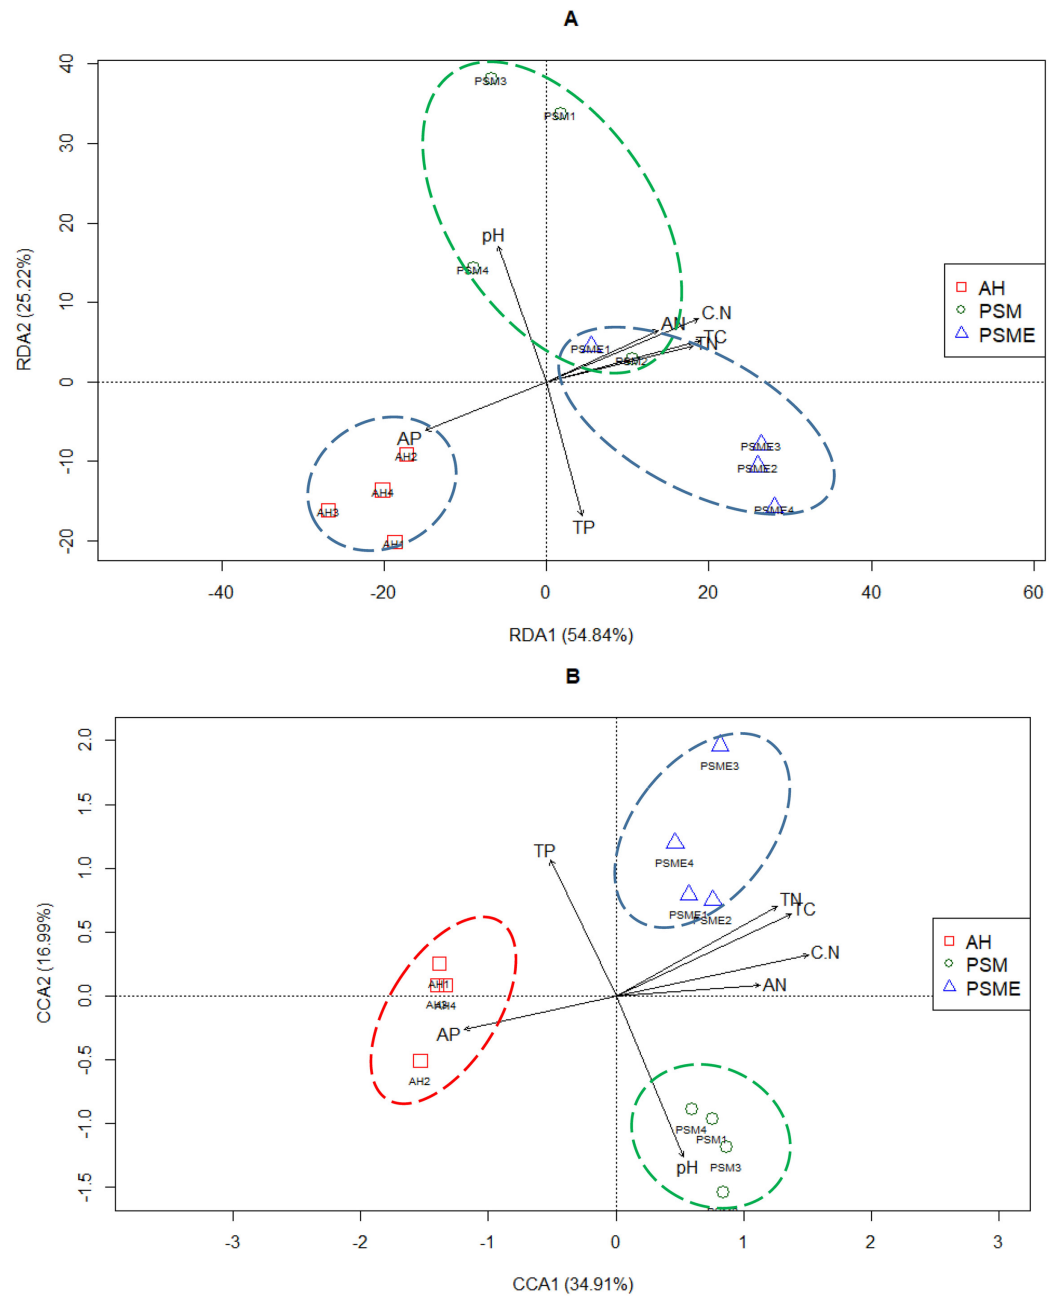 A
40
30
20
10
0
-10
-20
RDA2 (25.22%)
PSM3
PSM1
pH
PSM4
AN
C.N
TC
TN
PSME1
PSM2
AH
PSM
PSME
AP
AH2
AH4
AH3
AH1
PSME3
PSME2
PSME4
TP
-40
-20
0
20
40
60
RDA1 (54.84%)
B
2.0
1.5
1.0
0.5
0.0
-0.5
-1.0
-1.5
CCA2 (16.99%)
PSME3
TP
PSME4
PSME1
PSME2
TN
TC
C.N
AN
AH
PSM
PSME
AH1
AH3
AH4
AP
AH2
PSM4
PSM1
PSM3
pH
-3
-2
-1
0
1
2
3
CCA1 (34.91%)